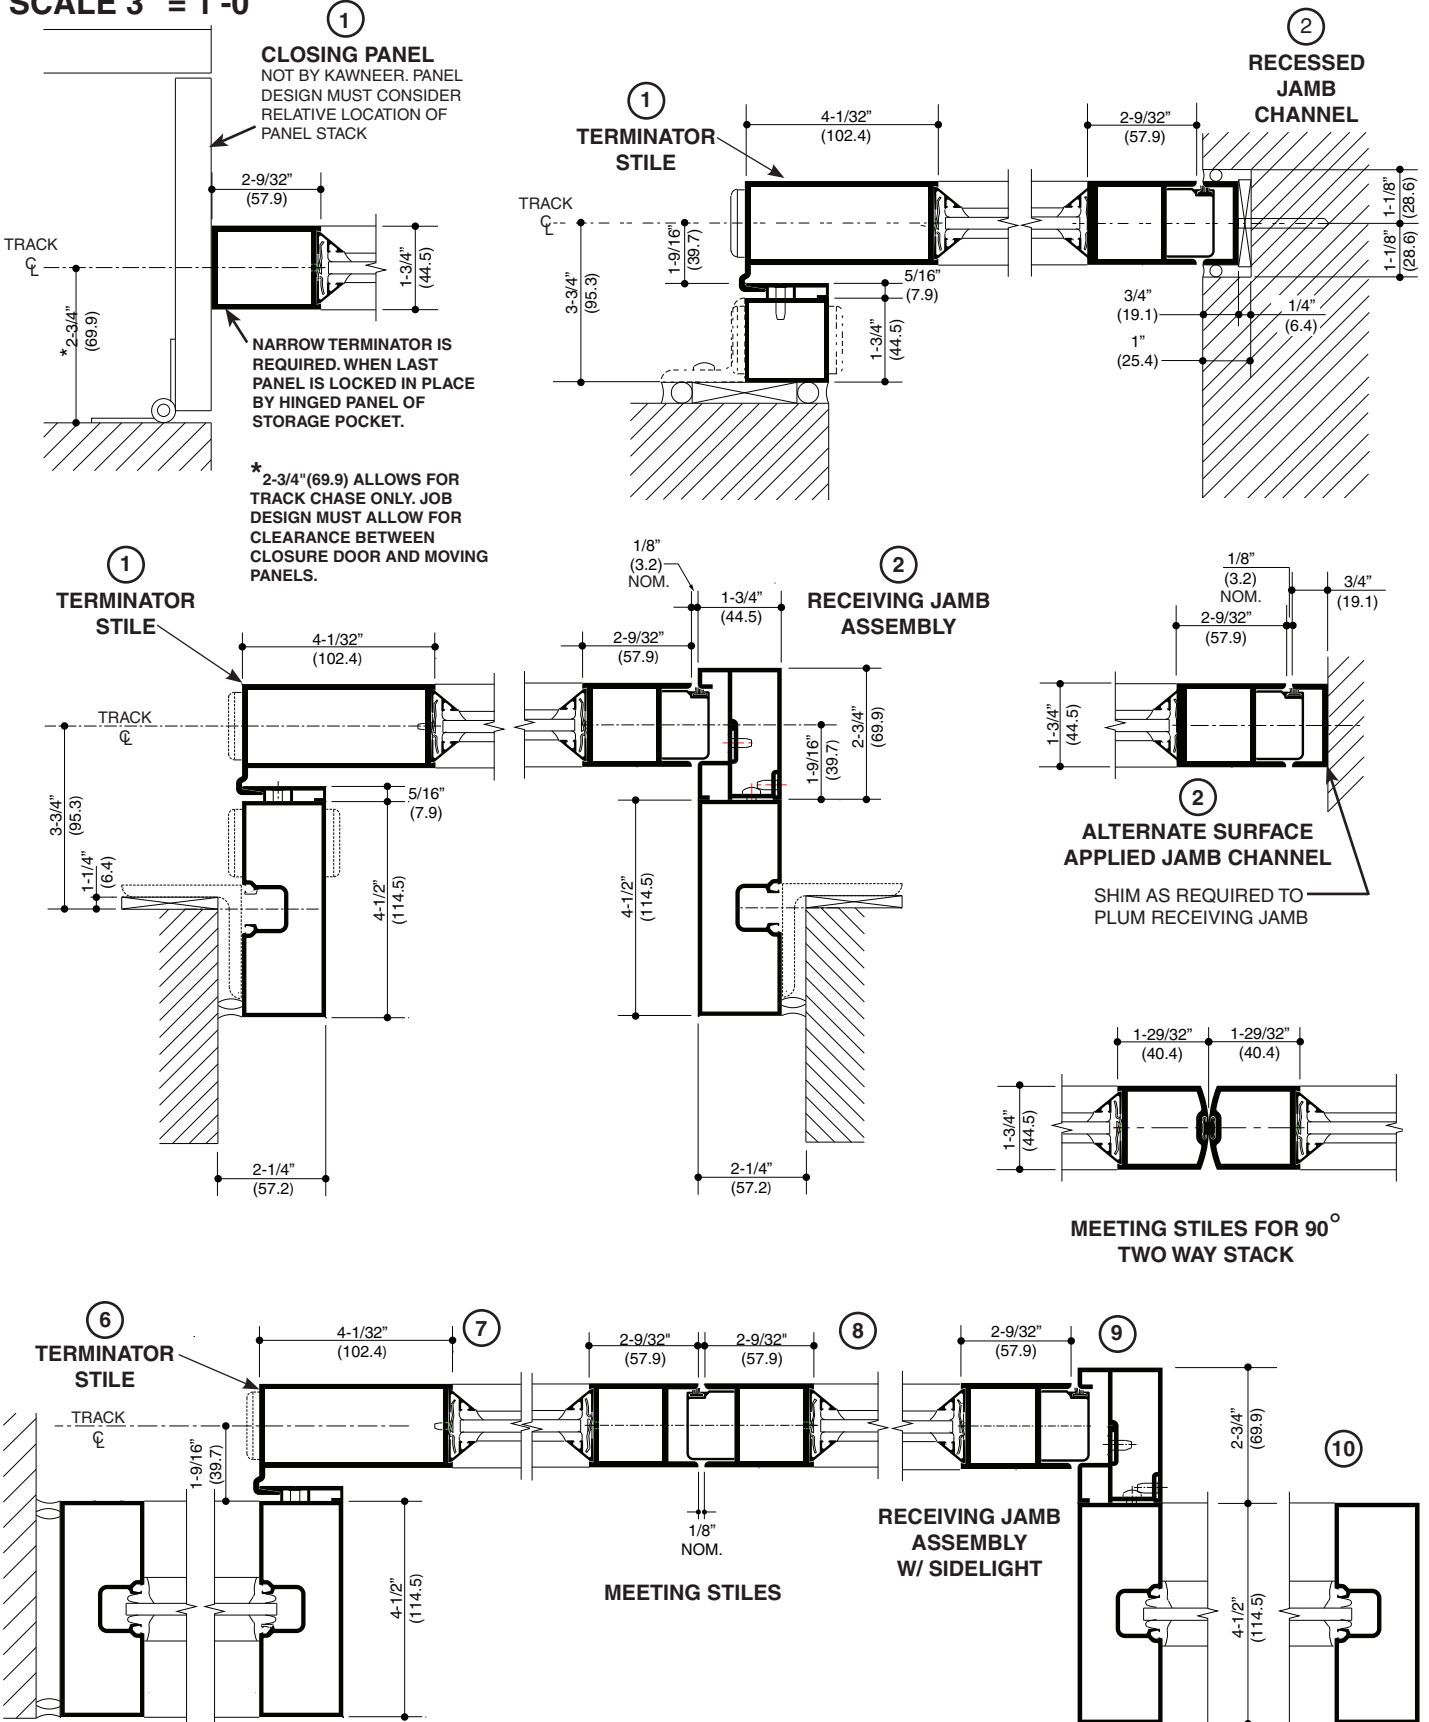 SCALE 3" = 1'-0"
1
CLOSING PANEL
NOT BY KAWNEER. PANEL
DESIGN MUST CONSIDER
RELATIVE LOCATION OF
PANEL STACK
2-9/32”
(57.9)
TRACK
CL
1-3/4”
(44.5)
* 2-3/4”
(69.9)
NARROW TERMINATOR IS
REQUIRED. WHEN LAST
PANEL IS LOCKED IN PLACE
BY HINGED PANEL OF
STORAGE POCKET.
* 2-3/4"(69.9) ALLOWS FOR
TRACK CHASE ONLY. JOB
DESIGN MUST ALLOW FOR
CLEARANCE BETWEEN
CLOSURE DOOR AND MOVING
PANELS.
1
TERMINATOR
STILE
4-1/32”
(102.4)
2-9/32”
(57.9)
2
RECESSED
JAMB
CHANNEL
TRACK
CL
1-9/16”
(39.7)
3-3/4”
(95.3)
5/16”
(7.9)
1-3/4”
(44.5)
1-1/8”
(28.6)
1-1/8”
(28.6)
3/4”
(19.1)
1/4”
(6.4)
1”
(25.4)
1
TERMINATOR
STILE
4-1/32”
(102.4)
2-9/32”
(57.9)
1/8”
(3.2)
NOM.
1-3/4”
(44.5)
2
RECEIVING JAMB
ASSEMBLY
TRACK
CL
3-3/4”
(95.3)
1-1/4”
(6.4)
5/16”
(7.9)
4-1/2”
(114.5)
2-1/4”
(57.2)
1-9/16”
(39.7)
2-3/4”
(69.9)
4-1/2”
(114.5)
2-1/4”
(57.2)
1/8”
(3.2)
NOM.
3/4”
(19.1)
2-9/32”
(57.9)
1-3/4”
(44.5)
2
ALTERNATE SURFACE
APPLIED JAMB CHANNEL
SHIM AS REQUIRED TO
PLUM RECEIVING JAMB
1-29/32”
(40.4)
1-29/32”
(40.4)
1-3/4”
(44.5)
MEETING STILES FOR 90°
TWO WAY STACK
6
TERMINATOR
STILE
4-1/32”
(102.4)
7
2-9/32"
(57.9)
2-9/32"
(57.9)
8
2-9/32”
(57.9)
9
TRACK
CL
1-9/16”
(39.7)
4-1/2”
(114.5)
1/8”
NOM.
MEETING STILES
RECEIVING JAMB
ASSEMBLY
W/ SIDELIGHT
2-3/4”
(69.9)
10
4-1/2”
(114.5)